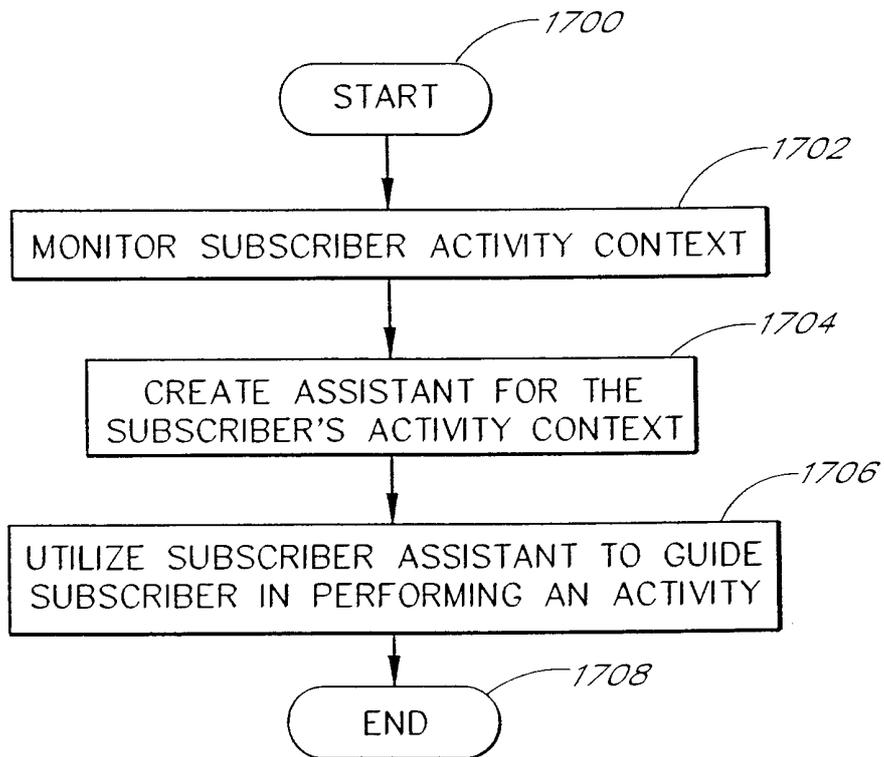 1700
START
1702
MONITOR SUBSCRIBER ACTIVITY CONTEXT
1704
CREATE ASSISTANT FOR THE
SUBSCRIBER'S ACTIVITY CONTEXT
1706
UTILIZE SUBSCRIBER ASSISTANT TO GUIDE
SUBSCRIBER IN PERFORMING AN ACTIVITY
1708
END